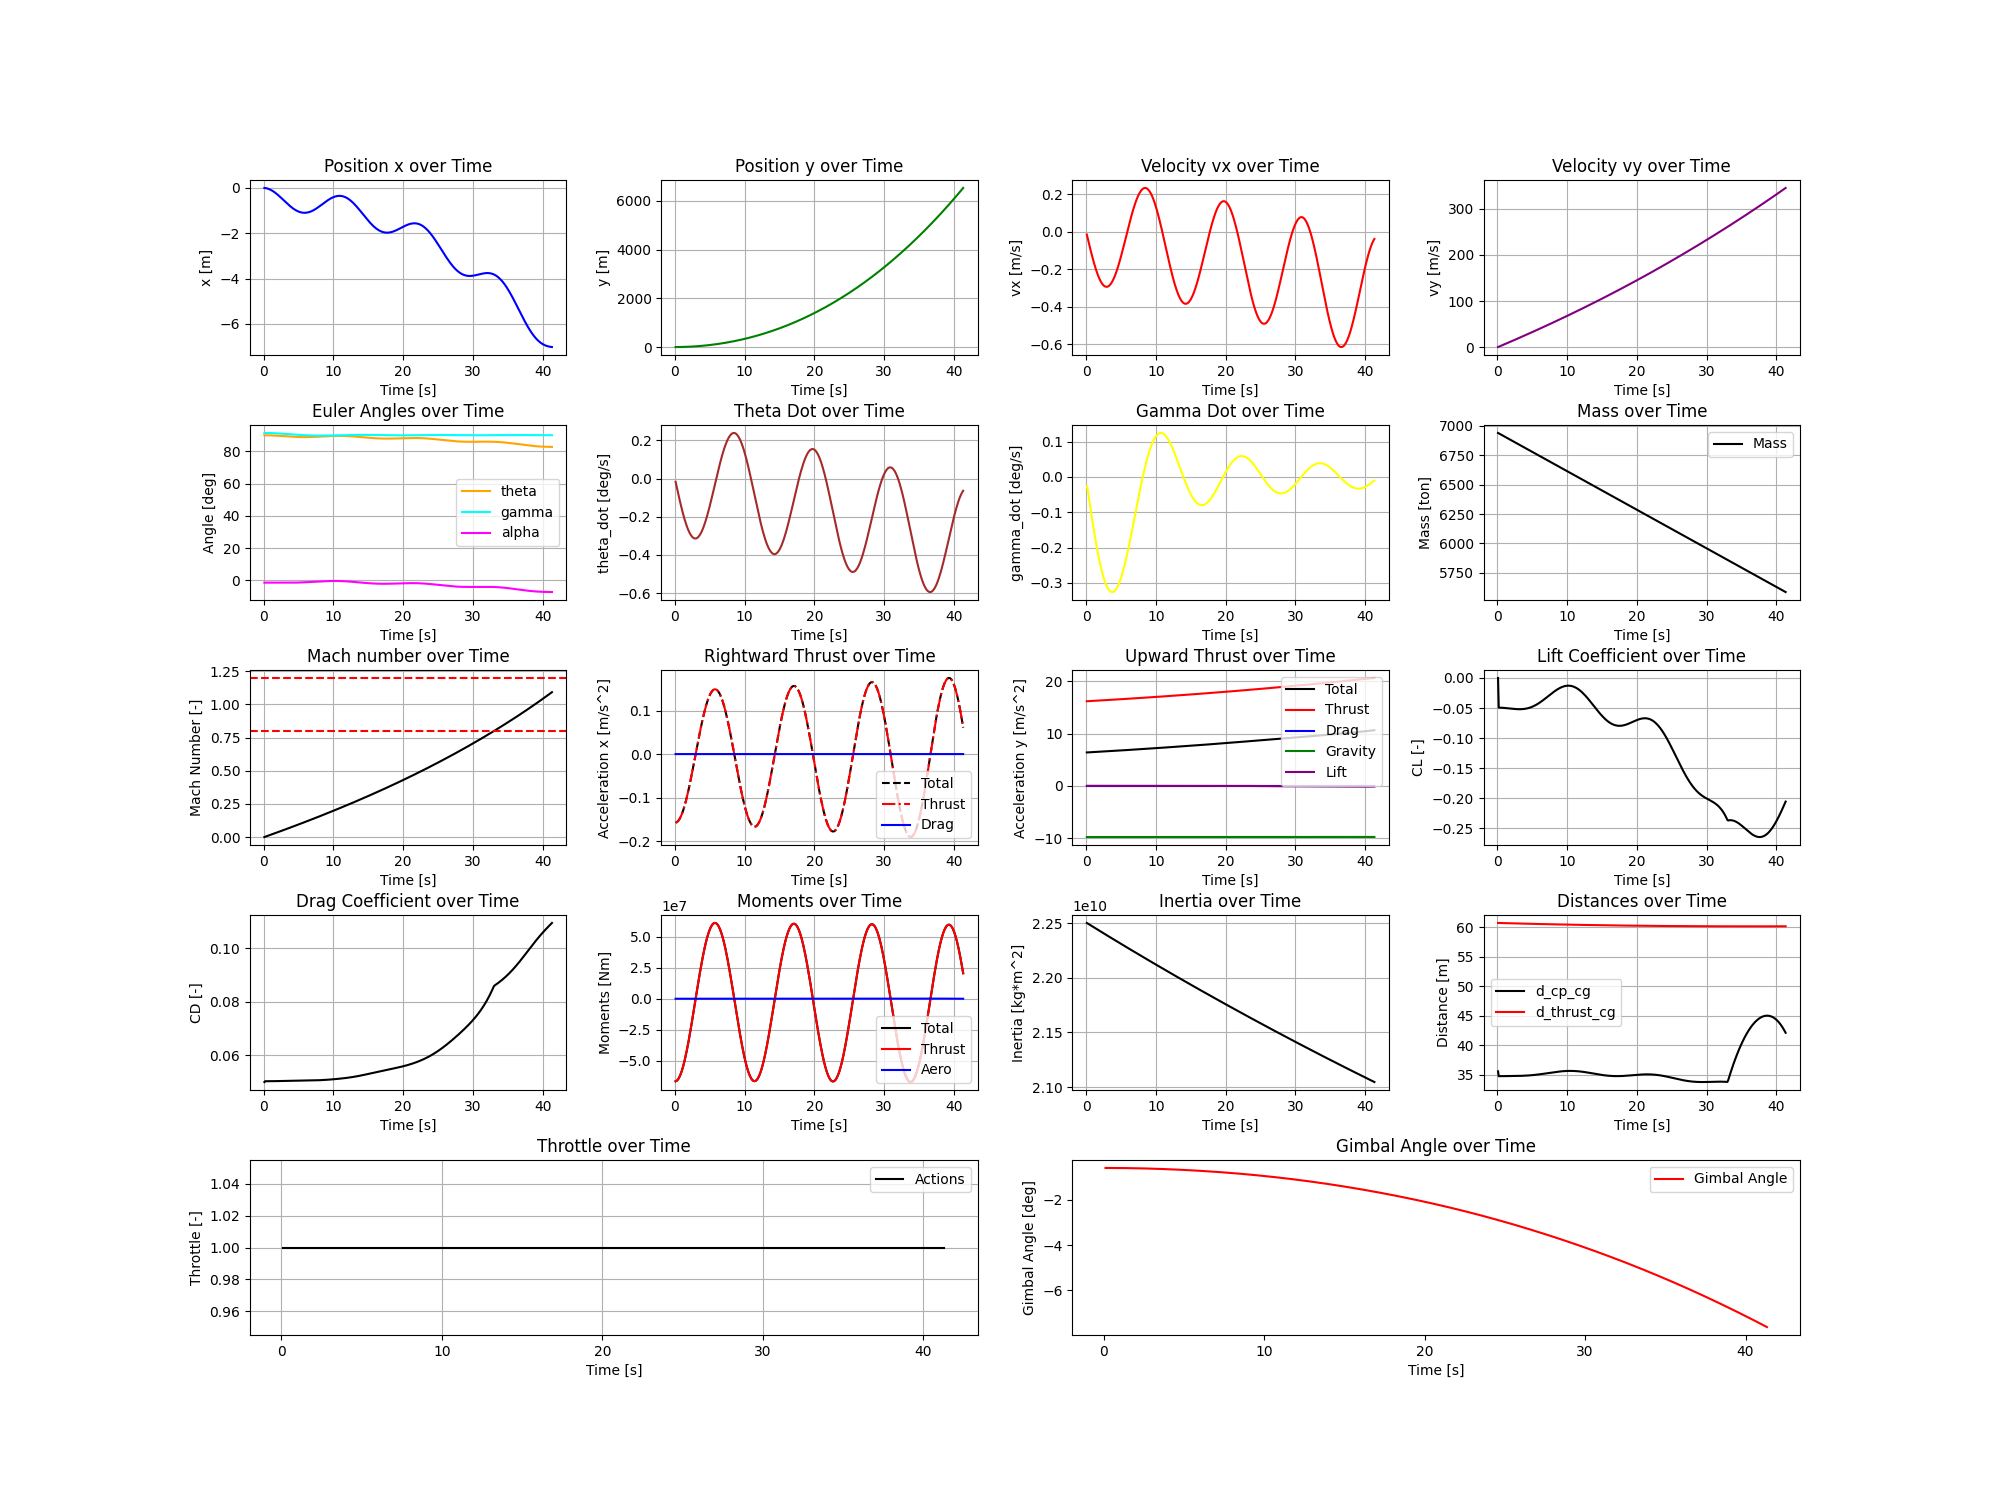 Position x over Time
0
−2
−4
−6
x [m]
0 10 20 30 40
Time [s]
Position y over Time
6000
4000
2000
0
y [m]
0 10 20 30 40
Time [s]
Velocity vx over Time
0.2
0.0
−0.2
−0.4
−0.6
vx [m/s]
0 10 20 30 40
Time [s]
Velocity vy over Time
300
200
100
0
vy [m/s]
0 10 20 30 40
Time [s]
Euler Angles over Time
80
60
40
20
0
Angle [deg]
theta
gamma
alpha
0 10 20 30 40
Time [s]
Theta Dot over Time
0.2
0.0
−0.2
−0.4
−0.6
theta_dot [deg/s]
0 10 20 30 40
Time [s]
Gamma Dot over Time
0.1
0.0
−0.1
−0.2
−0.3
gamma_dot [deg/s]
0 10 20 30 40
Time [s]
Mass over Time
7000
6750
6500
6250
6000
5750
Mass [ton]
Mass
0 10 20 30 40
Time [s]
Mach number over Time
1.25
1.00
0.75
0.50
0.25
0.00
Mach Number [-]
0 10 20 30 40
Time [s]
Rightward Thrust over Time
0.1
0.0
−0.1
−0.2
Acceleration x [m/s^2]
Total
Thrust
Drag
0 10 20 30 40
Time [s]
Upward Thrust over Time
20
10
0
−10
Acceleration y [m/s^2]
Total
Thrust
Drag
Gravity
Lift
0 10 20 30 40
Time [s]
Lift Coefficient over Time
0.00
−0.05
−0.10
−0.15
−0.20
−0.25
CL [-]
0 10 20 30 40
Time [s]
Drag Coefficient over Time
0.10
0.08
0.06
CD [-]
0 10 20 30 40
Time [s]
Moments over Time
1e7
5.0
2.5
0.0
−2.5
−5.0
Moments [Nm]
Total
Thrust
Aero
0 10 20 30 40
Time [s]
Inertia over Time
1e10
2.25
2.20
2.15
2.10
Inertia [kg*m^2]
0 10 20 30 40
Time [s]
Distances over Time
60
55
50
45
40
35
Distance [m]
d_cp_cg
d_thrust_cg
0 10 20 30 40
Time [s]
Throttle over Time
1.04
1.02
1.00
0.98
0.96
Throttle [-]
Actions
0 10 20 30 40
Time [s]
Gimbal Angle over Time
−2
−4
−6
Gimbal Angle [deg]
Gimbal Angle
0 10 20 30 40
Time [s]